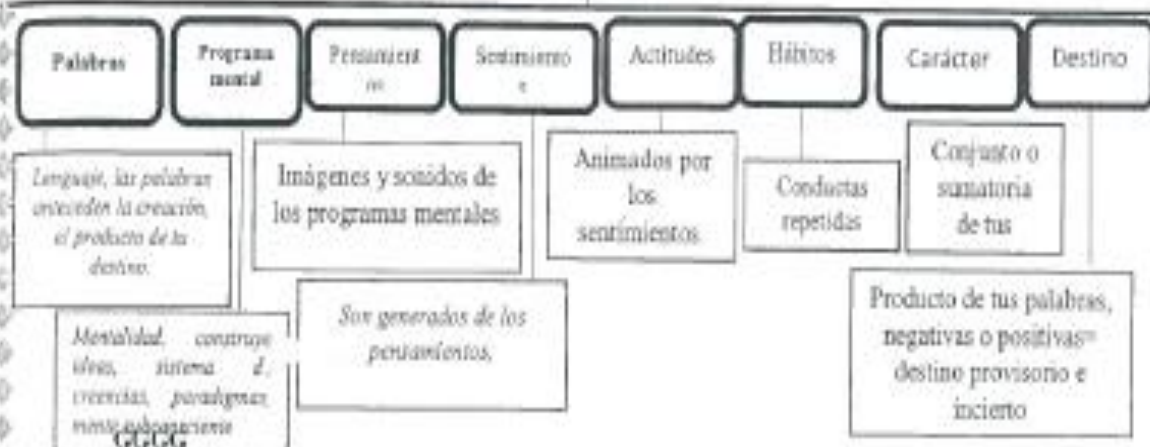 Palabras
Programa
mental
Pensamient
os
Sentimiento
s
Actitudes
Hábitos
Carácter
Destino
Lenguaje, las palabras
anteceden la creación,
el producto de tu
destino.
Mentalidad, construye
ideas, sistema d.
creencias, paradigmas,
mente subconsciente
GGGG
Imágenes y sonidos de
los programas mentales
Son generados de los
pensamientos.
Animados por
los
sentimientos.
Conductas
repetidas
Conjunto o
sumatoria
de tus
Producto de tus palabras,
negativas o positivas=
destino provisorio e
incierto